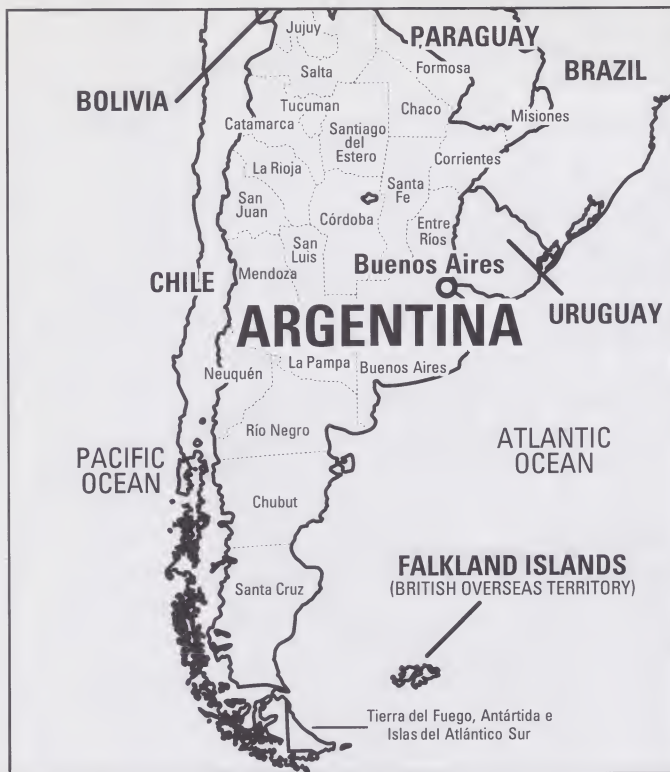 Jujuy
PARAGUAY
Salta
Formosa
BRAZIL
BOLIVIA
Tucuman
Chaco
Misiones
Catamarca
Santiago
del
Estero
La Rioja
Corrientes
San
Juan
Santa
Fe
Córdoba
Entre
Ríos
San
Luis
Buenos Aires
CHILE
Mendoza
ARGENTINA
URUGUAY
La Pampa
Buenos Aires
Neuquén
Río Negro
PACIFIC
OCEAN
ATLANTIC
OCEAN
Chubut
FALKLAND ISLANDS
(BRITISH OVERSEAS TERRITORY)
Santa Cruz
Tierra del Fuego, Antártida e
Islas del Atlántico Sur